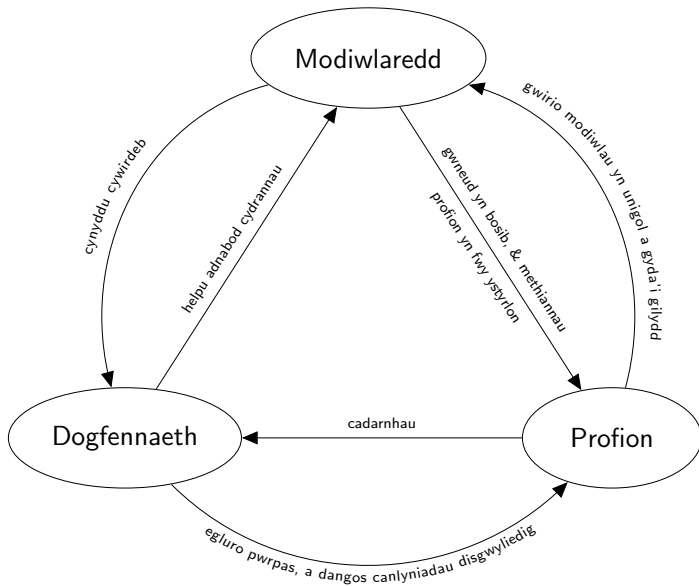 Modiwlaredd
cynyddu cywirdeb
helpu adnabod cydrannau
gwneud yn bosib, & methiannau
profion yn fwy ystyrlon
gwirio modiwlau yn unigol a gyda'i gilydd
Dogfennaeth
cadarnhau
Profion
egluro pwrpas, a dangos canlyniadau disgwyliedig